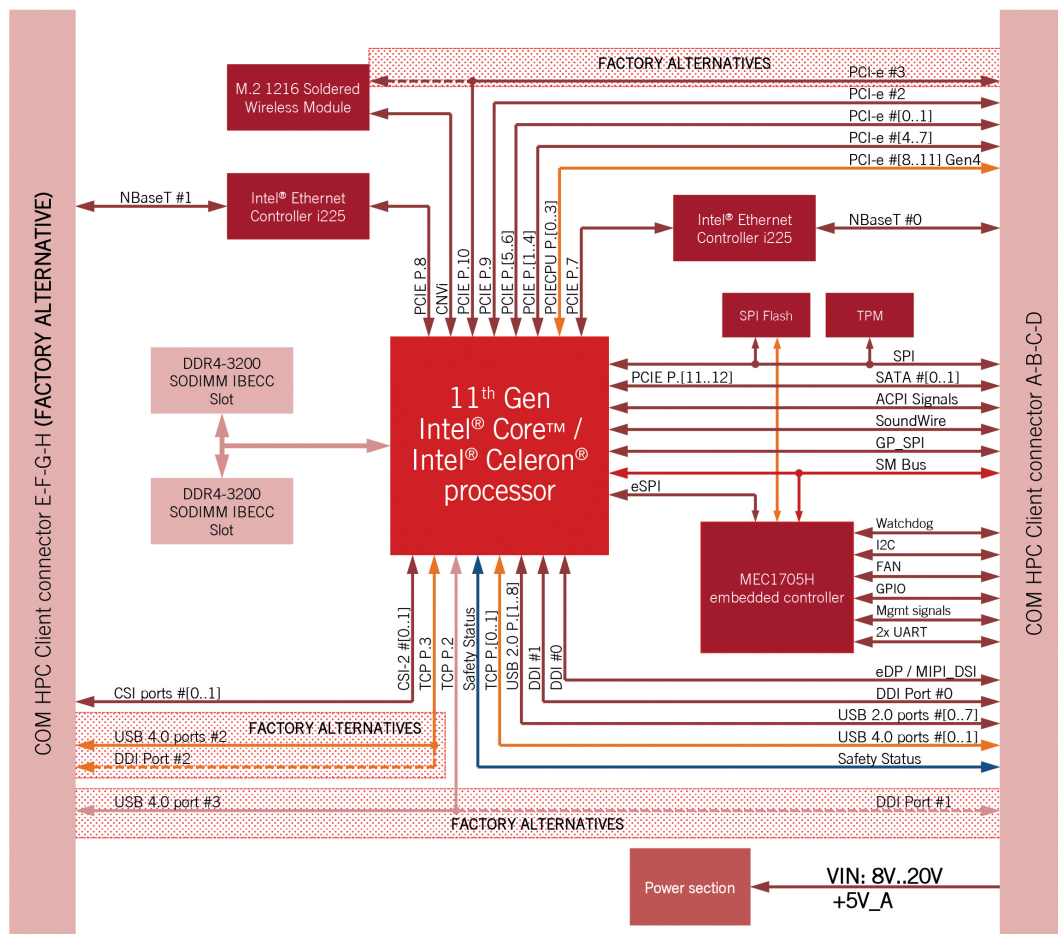 COM HPC Client connector E-F-G-H (FACTORY ALTERNATIVE)
COM HPC Client connector A-B-C-D
FACTORY ALTERNATIVES
M.2 1216 Soldered
Wireless Module
PCI-e #3
PCI-e #2
PCI-e #[0..1]
PCI-e #[4..7]
PCI-e #[8..11] Gen4
NBaseT #1
Intel® Ethernet
Controller i225
Intel® Ethernet
Controller i225
NBaseT #0
PCIE P.8
CNVi
PCIE P.10
PCIE P.9
PCIE P.[5..6]
PCIE P.[1..4]
PCIECPU P.[0..3]
PCIE P.7
SPI Flash
TPM
DDR4-3200
SODIMM IBECC
Slot
DDR4-3200
SODIMM IBECC
Slot
11th Gen
Intel® Core™ /
Intel® Celeron®
processor
SPI
PCIE P.[11..12]
SATA #[0..1]
ACPI Signals
SoundWire
GP_SPI
SM Bus
eSPI
MEC1705H
embedded controller
Watchdog
I2C
FAN
GPIO
Mgmt signals
2x UART
CSI-2 #[0..1]
TCP P.3
TCP P.2
Safety Status
TCP P.[0..1]
USB 2.0 P.[1..8]
DDI #1
DDI #0
eDP / MIPI_DSI
CSI ports #[0..1]
DDI Port #0
USB 2.0 ports #[0..7]
FACTORY ALTERNATIVES
USB 4.0 ports #2
USB 4.0 ports #[0..1]
DDI Port #2
Safety Status
USB 4.0 port #3
DDI Port #1
FACTORY ALTERNATIVES
Power section
VIN: 8V..20V
+5V_A